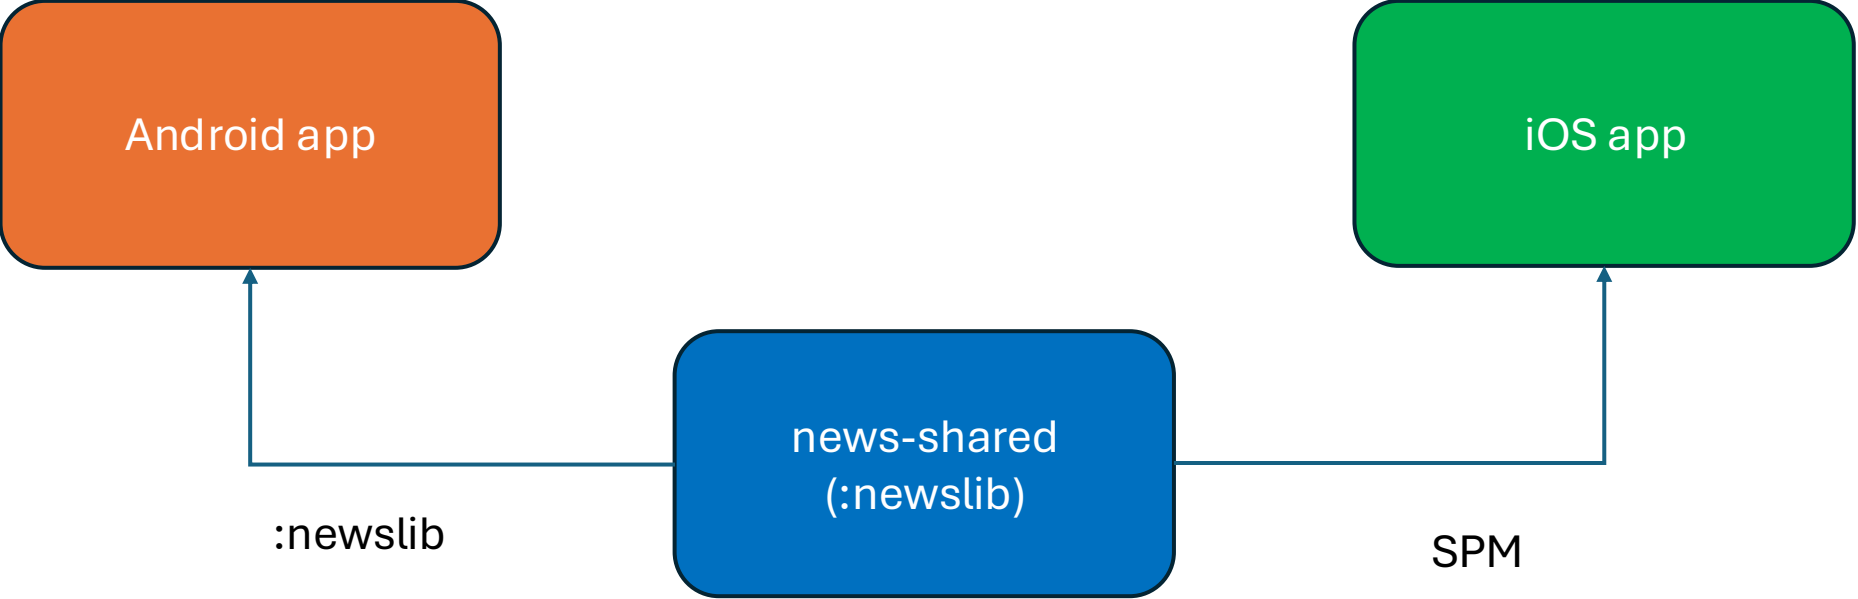 Android app
iOS app
news-shared
(:newslib)
:newslib
SPM